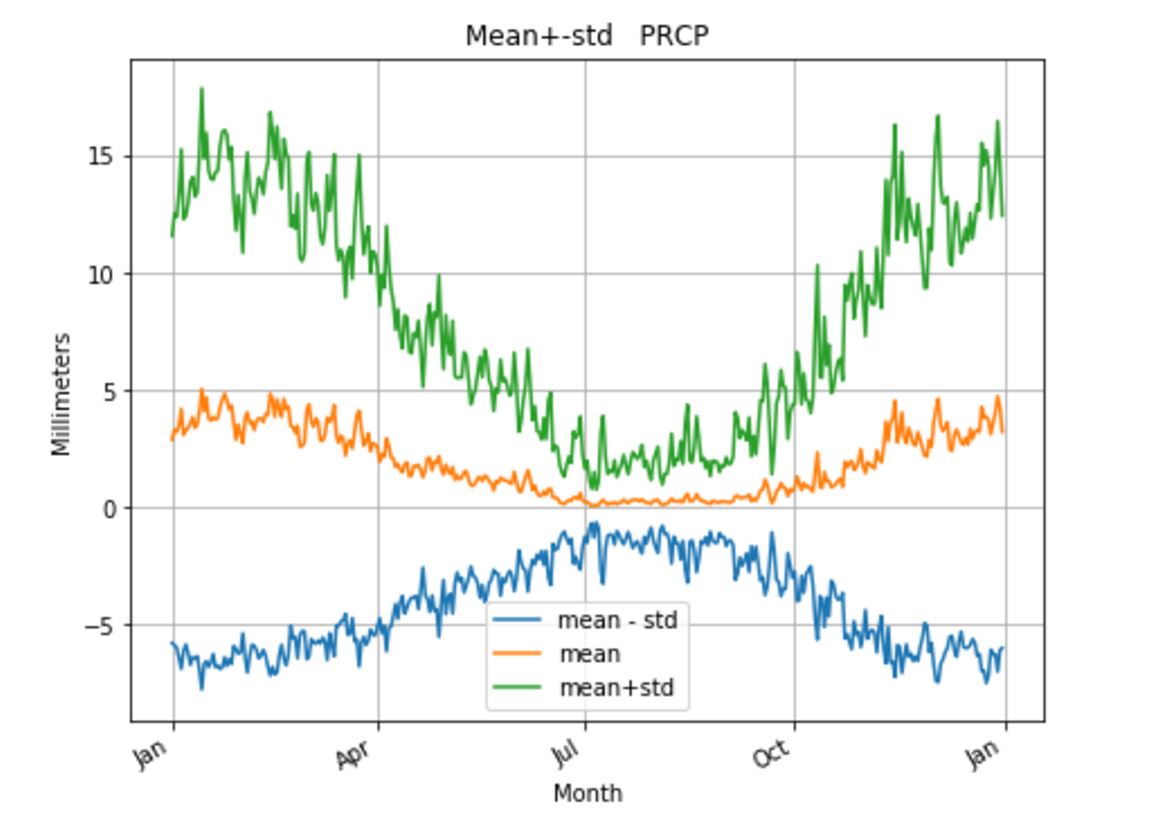 Mean+-std PRCP
15
10
5
0
−5
Millimeters
mean - std
mean
mean+std
Jan
Apr
Jul
Oct
Jan
Month